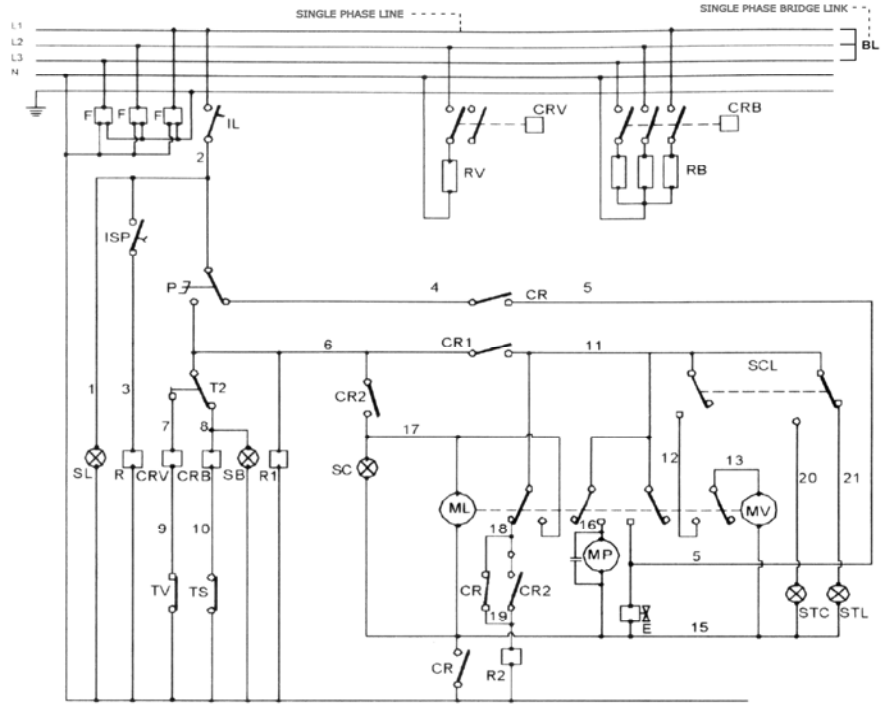 SINGLE PHASE LINE
SINGLE PHASE BRIDGE LINK
L1
L2
L3
N
BL
F
F
F
IL
CRV
CRB
2
RV
RB
ISP
P
4
CR
5
6
CR1
11
SCL
CR2
T2
1
3
7
8
17
12
13
20
21
SL
R
CRV
CRB
SB
R1
SC
ML
MV
18
16
MP
9
10
5
TV
TS
CR
CR2
STC
STL
19
E
15
CR
R2